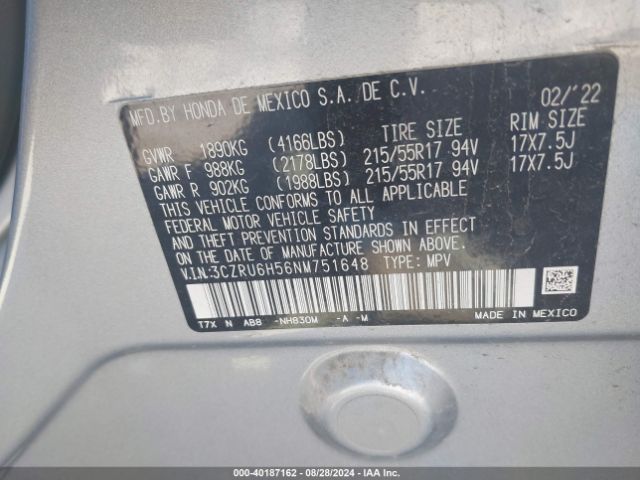 MFD.BY HONDA DE MEXICO S.A. DE C.V. 02/'22
TIRE SIZE RIM SIZE
GVWR 1890KG (4166LBS)
GAWR F 988KG (2178LBS) 215/55R17 94V 17X7.5J
GAWR R 902KG (1988LBS) 215/55R17 94V 17X7.5J
THIS VEHICLE CONFORMS TO ALL APPLICABLE
FEDERAL MOTOR VEHICLE SAFETY
AND THEFT PREVENTION STANDARDS IN EFFECT
ON THE DATE OF MANUFACTURE SHOWN ABOVE.
V.I.N:3CZRU6H56NM751648 TYPE: MPV
T7X N AB8 -NH830M -A -M MADE IN MEXICO
000-40187162 | 08/28/2024 | IAA Inc.